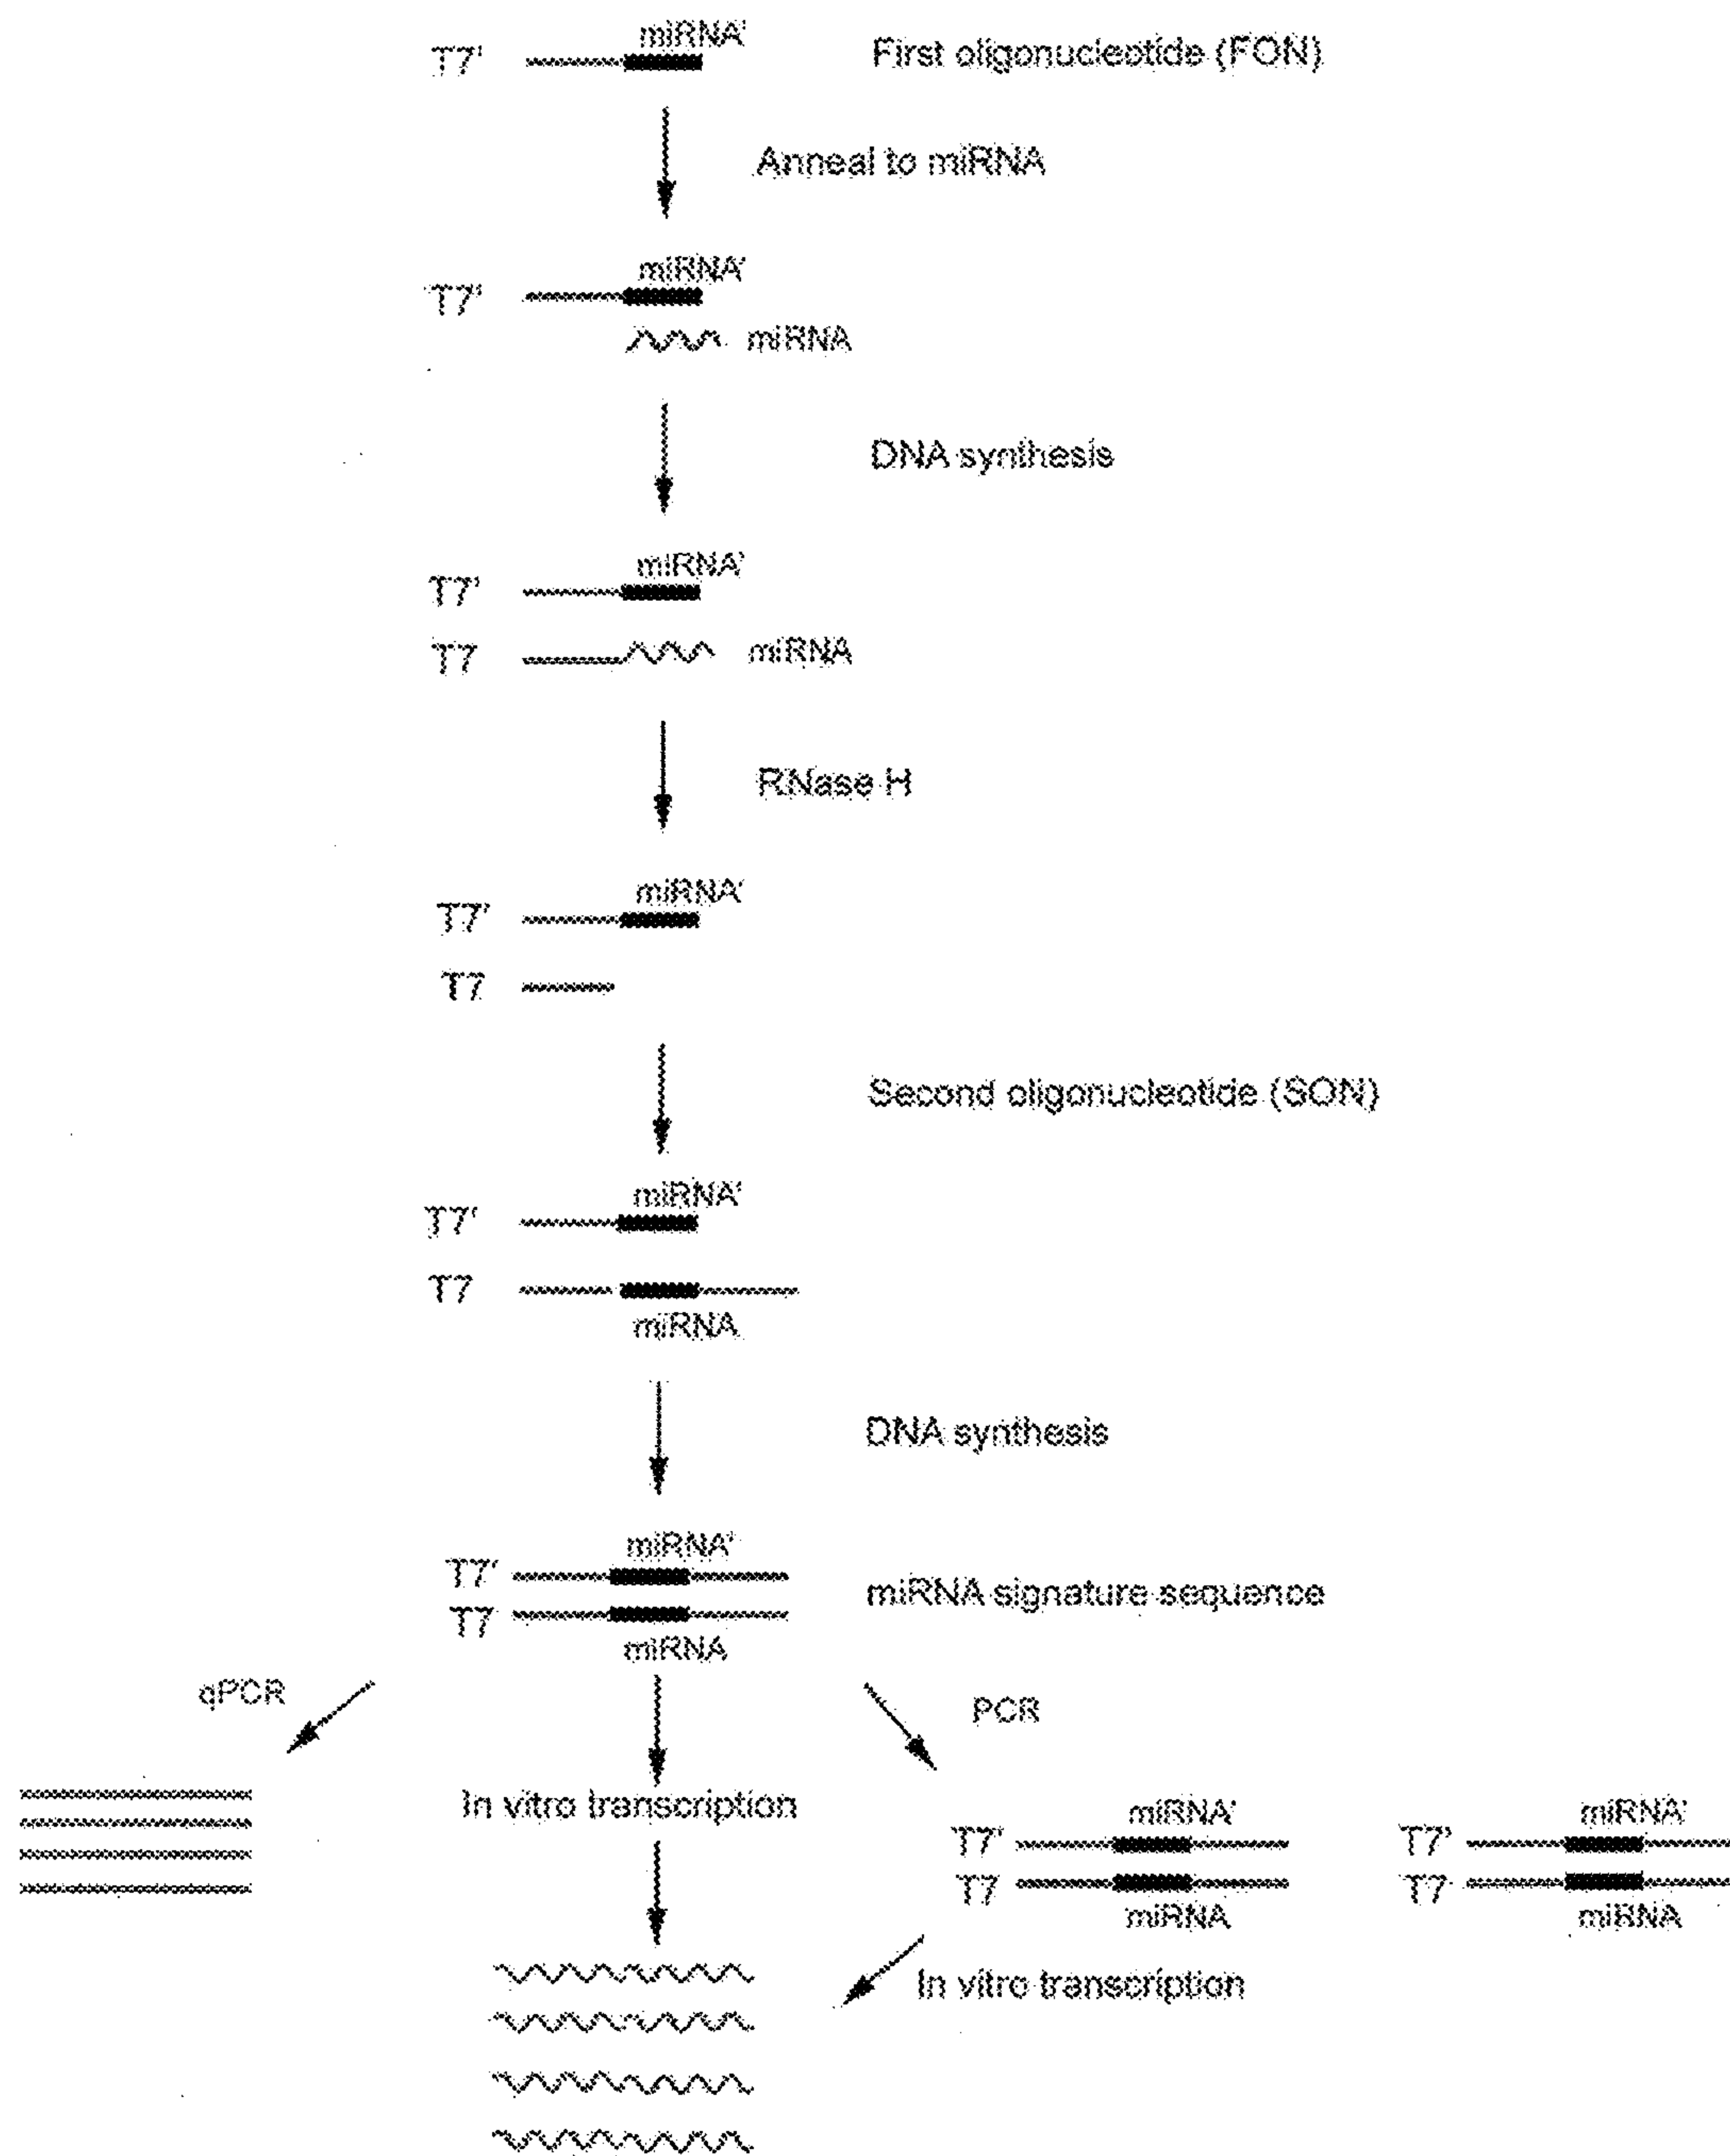 miRNA'
T7'
First oligonucleotide (FON)
Anneal to miRNA
miRNA'
T7'
miRNA
DNA synthesis
miRNA'
T7'
T7
miRNA
RNase H
miRNA'
T7'
T7
Second oligonucleotide (SON)
miRNA'
T7'
T7
miRNA
DNA synthesis
miRNA'
T7'
T7
miRNA signature sequence
miRNA
qPCR
PCR
In vitro transcription
miRNA'
T7'
T7
miRNA
miRNA'
T7'
T7
miRNA
In vitro transcription